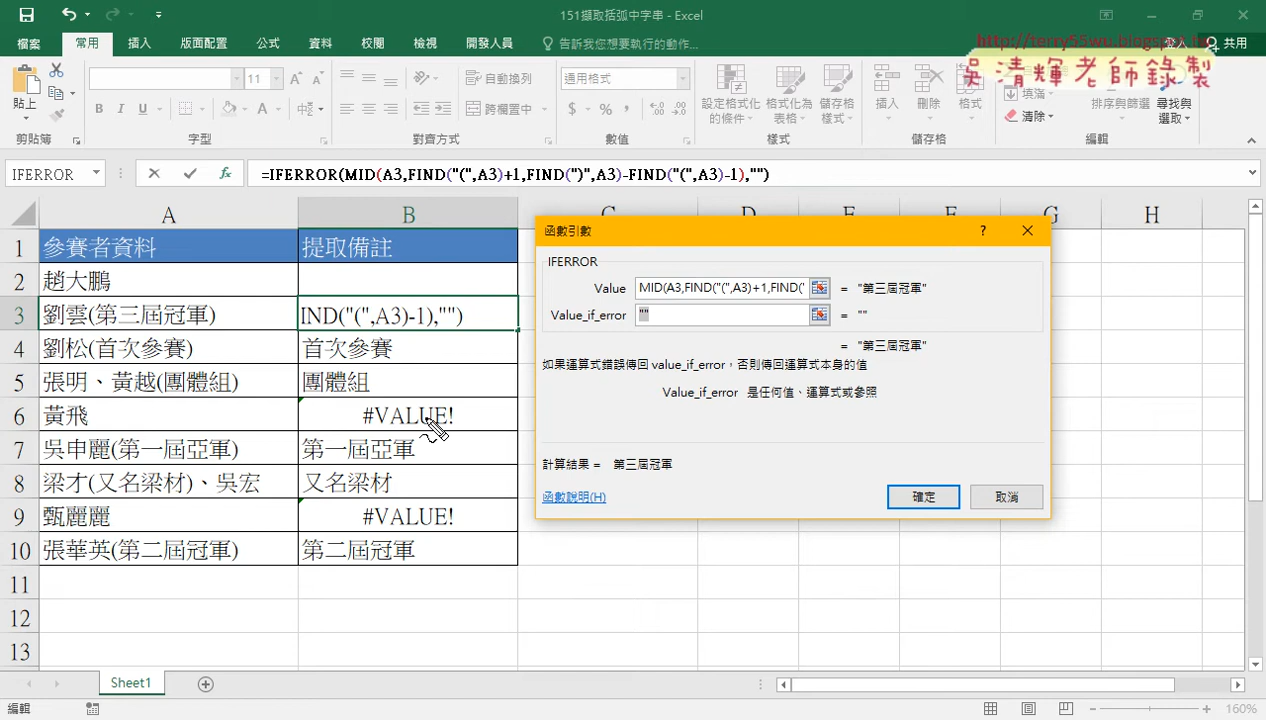 151擷取括弧中字串 - Excel
http://terry55wu.blogspot.tw
吳清輝老師錄製
檔案 常用 插入 版面配置 公式 資料 校閱 檢視 開發人員 告訴我您想要執行的動作... 登入 共用
貼上 11 自動換列 通用格式 設定格式化的條件 格式化為表格 儲存格樣式 插入 刪除 格式 填滿 清除 排序與篩選 尋找與選取
B I U 中 跨欄置中 $ %
剪貼簿 字型 對齊方式 數值 樣式 儲存格 編輯
IFERROR fx =IFERROR(MID(A3,FIND("(",A3)+1,FIND(")",A3)-FIND("(",A3)-1),"")
A B C D E F G H
1 參賽者資料 提取備註
2 趙大鵬
3 劉雲(第三屆冠軍) IND("(",A3)-1),"")
4 劉松(首次參賽) 首次參賽
5 張明、黃越(團體組) 團體組
6 黃飛 #VALUE!
7 吳申麗(第一屆亞軍) 第一屆亞軍
8 梁才(又名梁材)、吳宏 又名梁材
9 甄麗麗 #VALUE!
10 張華英(第二屆冠軍) 第二屆冠軍
11
12
13
函數引數 ?
IFERROR
Value MID(A3,FIND("(",A3)+1,FIND(" = "第三屆冠軍"
Value_if_error "" = ""
= "第三屆冠軍"
如果運算式錯誤傳回 value_if_error，否則傳回運算式本身的值
Value_if_error 是任何值、運算式或參照
計算結果 = 第三屆冠軍
函數說明(H) 確定 取消
Sheet1
編輯 160%